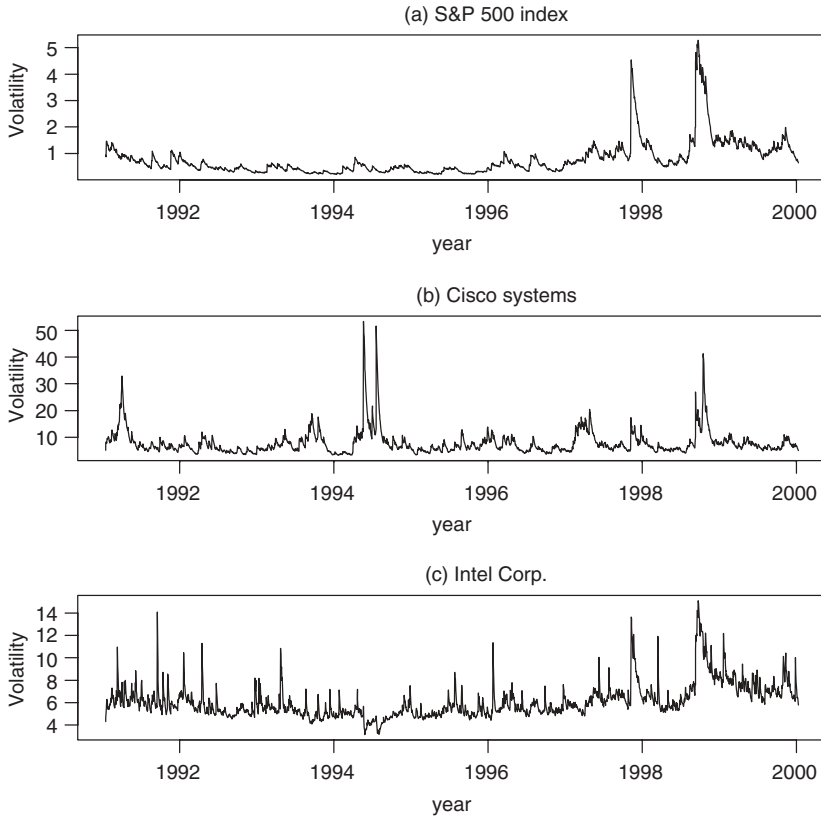 (a) S&P 500 index
Volatility
5
4
3
2
1
1992 1994 1996 1998 2000
year
(b) Cisco systems
Volatility
50
40
30
20
10
1992 1994 1996 1998 2000
year
(c) Intel Corp.
Volatility
14
12
10
8
6
4
1992 1994 1996 1998 2000
year